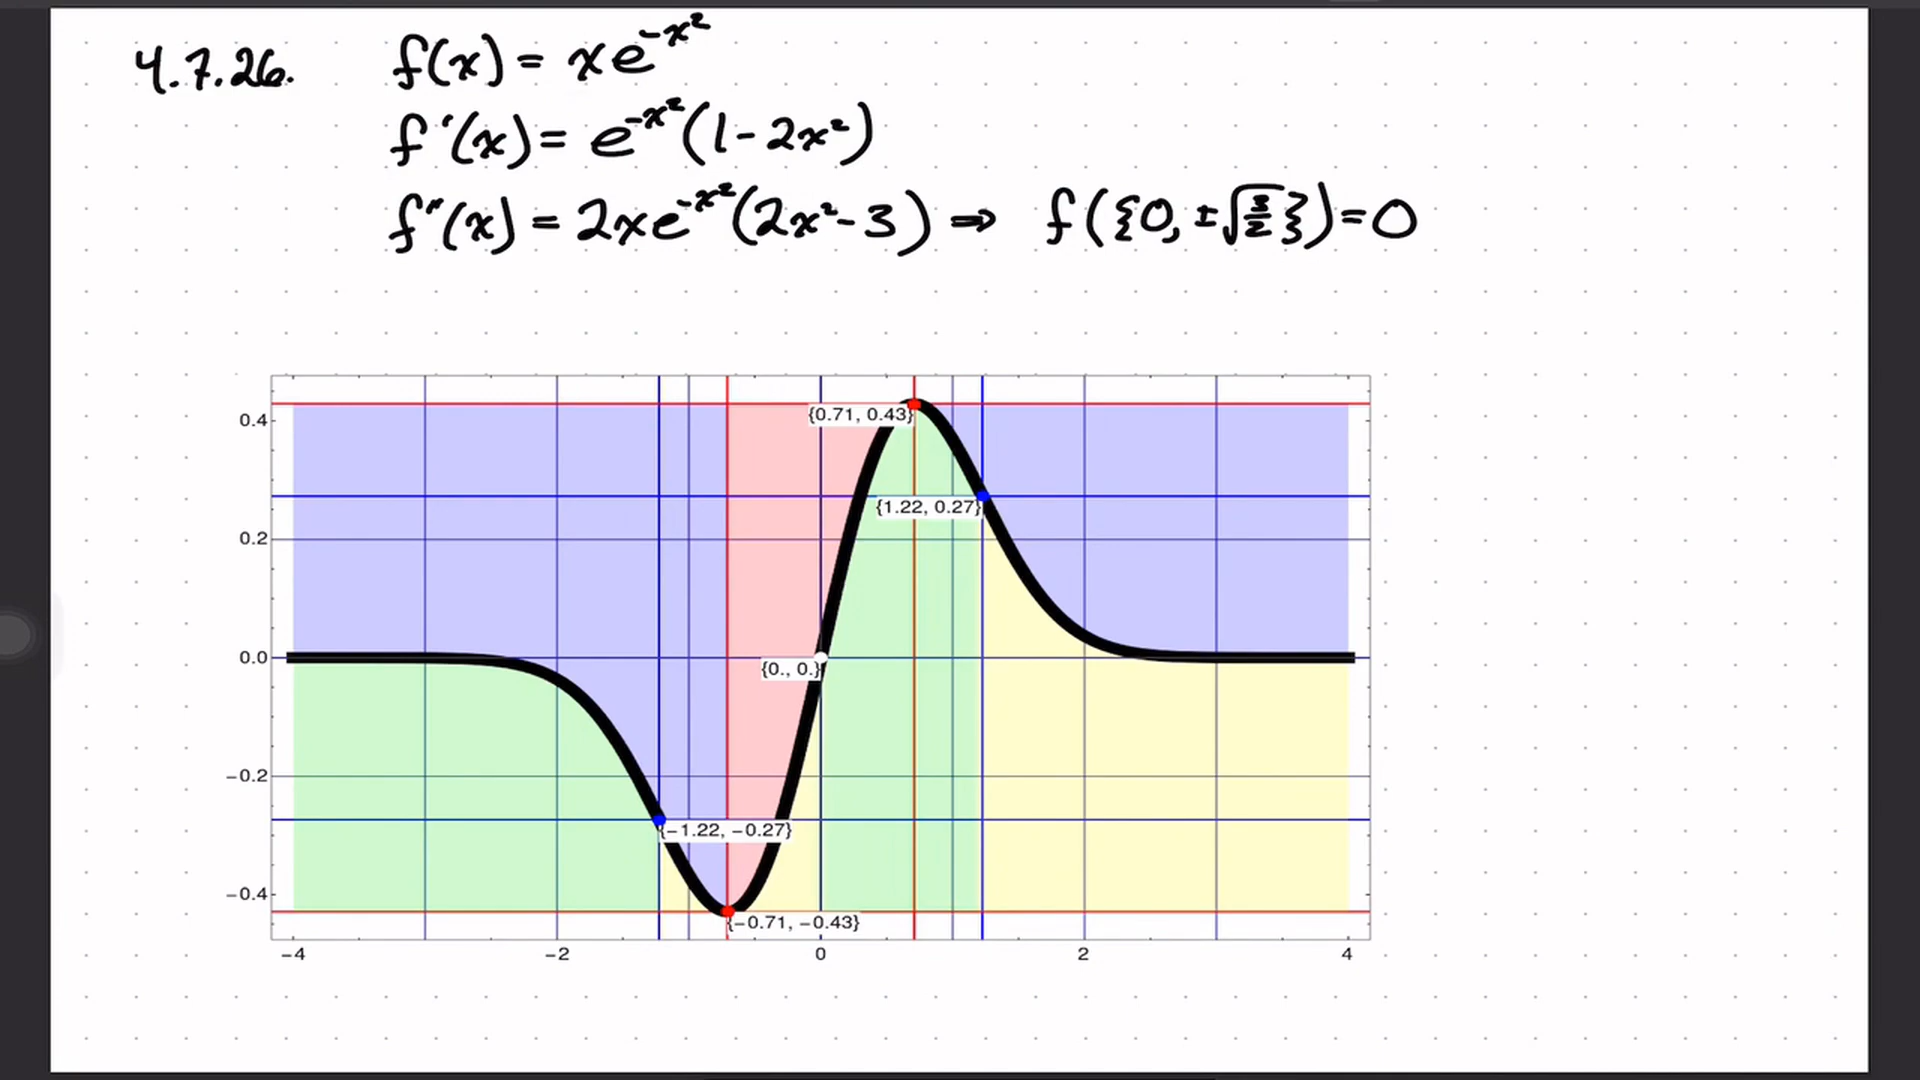 4.7.26. f(x) = xe^{-x²}
f'(x) = e^{-x²}(1-2x²)
f"(x) = 2xe^{-x²}(2x²-3) ⇒ f({0, ±√(3/2)}) = 0
{0.71, 0.43}
0.4
{1.22, 0.27}
0.2
0.0
{0., 0.}
−0.2
{−1.22, −0.27}
−0.4
{−0.71, −0.43}
−4 −2 0 2 4